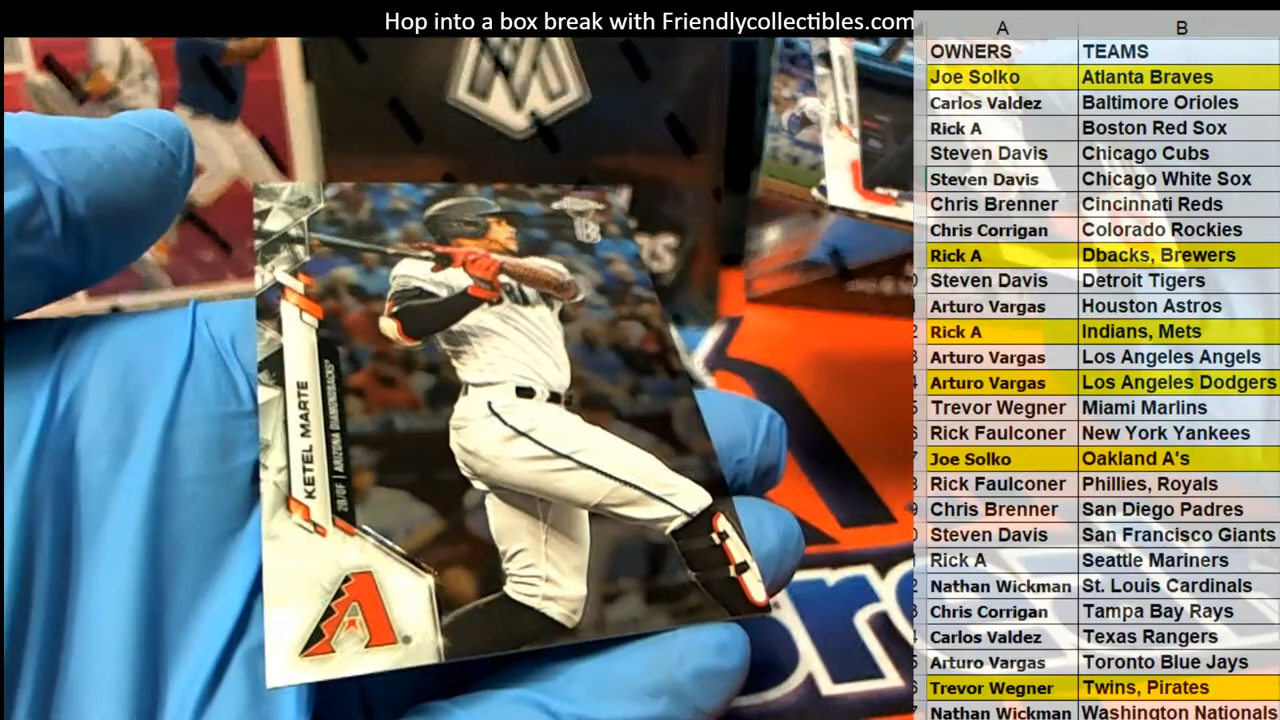 Hop into a box break with Friendlycollectibles.com
A B
OWNERS TEAMS
Joe Solko Atlanta Braves
Carlos Valdez Baltimore Orioles
Rick A Boston Red Sox
Steven Davis Chicago Cubs
Steven Davis Chicago White Sox
Chris Brenner Cincinnati Reds
Chris Corrigan Colorado Rockies
Rick A Dbacks, Brewers
Steven Davis Detroit Tigers
Arturo Vargas Houston Astros
Rick A Indians, Mets
Arturo Vargas Los Angeles Angels
Arturo Vargas Los Angeles Dodgers
Trevor Wegner Miami Marlins
Rick Faulconer New York Yankees
Joe Solko Oakland A's
Rick Faulconer Phillies, Royals
Chris Brenner San Diego Padres
Steven Davis San Francisco Giants
Rick A Seattle Mariners
Nathan Wickman St. Louis Cardinals
Chris Corrigan Tampa Bay Rays
Carlos Valdez Texas Rangers
Arturo Vargas Toronto Blue Jays
Trevor Wegner Twins, Pirates
Nathan Wickman Washington Nationals
KETEL MARTE
2B/OF | ARIZONA DIAMONDBACKS®